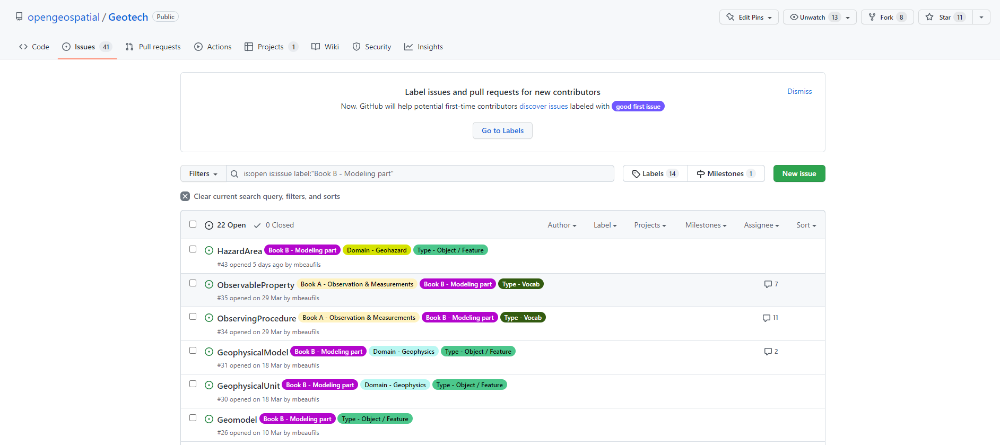 opengeospatial / Geotech Public
Edit Pins Unwatch 13 Fork 8 Star 11
Code Issues 41 Pull requests Actions Projects 1 Wiki Security Insights
Label issues and pull requests for new contributors
Dismiss
Now, GitHub will help potential first-time contributors discover issues labeled with good first issue
Go to Labels
Filters is:open is:issue label:"Book B - Modeling part" Labels 14 Milestones 1 New issue
Clear current search query, filters, and sorts
22 Open 0 Closed Author Label Projects Milestones Assignee Sort
HazardArea Book B - Modeling part Domain - Geohazard Type - Object / Feature
#43 opened 5 days ago by mbeaufils
ObservableProperty Book A - Observation & Measurements Book B - Modeling part Type - Vocab 7
#35 opened on 29 Mar by mbeaufils
ObservingProcedure Book A - Observation & Measurements Book B - Modeling part Type - Vocab 11
#34 opened on 29 Mar by mbeaufils
GeophysicalModel Book B - Modeling part Domain - Geophysics Type - Object / Feature 2
#31 opened on 18 Mar by mbeaufils
GeophysicalUnit Book B - Modeling part Domain - Geophysics Type - Object / Feature
#30 opened on 18 Mar by mbeaufils
Geomodel Book B - Modeling part Type - Object / Feature
#26 opened on 10 Mar by mbeaufils